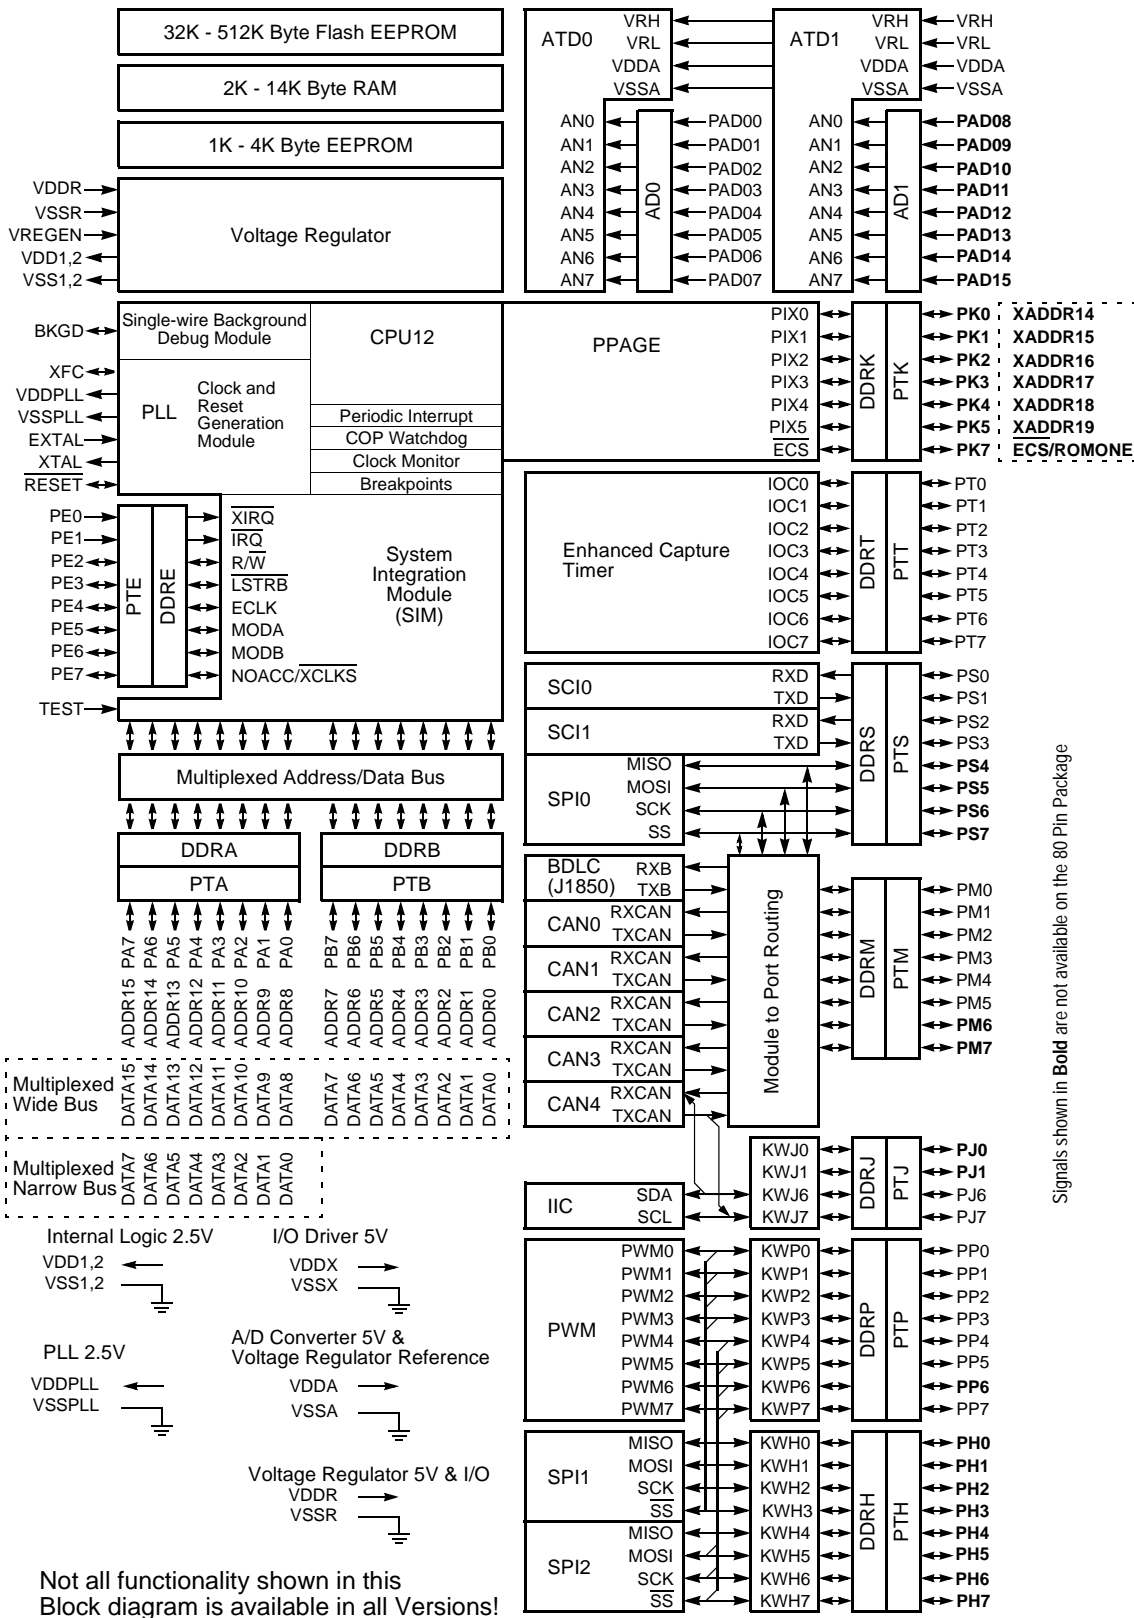 32K - 512K Byte Flash EEPROM
2K - 14K Byte RAM
1K - 4K Byte EEPROM
VDDR
VSSR
VREGEN
VDD1,2
VSS1,2
Voltage Regulator
ATD0
VRH
VRL
VDDA
VSSA
AN0
AN1
AN2
AN3
AN4
AN5
AN6
AN7
AD0
PAD00
PAD01
PAD02
PAD03
PAD04
PAD05
PAD06
PAD07
ATD1
VRH
VRL
VDDA
VSSA
VRH
VRL
VDDA
VSSA
AN0
AN1
AN2
AN3
AN4
AN5
AN6
AN7
AD1
PAD08
PAD09
PAD10
PAD11
PAD12
PAD13
PAD14
PAD15
BKGD
XFC
VDDPLL
VSSPLL
EXTAL
XTAL
RESET
Single-wire Background
Debug Module
CPU12
PLL
Clock and
Reset
Generation
Module
Periodic Interrupt
COP Watchdog
Clock Monitor
Breakpoints
PPAGE
PIX0
PIX1
PIX2
PIX3
PIX4
PIX5
ECS
DDRK
PTK
PK0 XADDR14
PK1 XADDR15
PK2 XADDR16
PK3 XADDR17
PK4 XADDR18
PK5 XADDR19
PK7 ECS/ROMONE
PE0
PE1
PE2
PE3
PE4
PE5
PE6
PE7
TEST
PTE
DDRE
XIRQ
IRQ
R/W
LSTRB
ECLK
MODA
MODB
NOACC/XCLKS
System
Integration
Module
(SIM)
Enhanced Capture
Timer
IOC0
IOC1
IOC2
IOC3
IOC4
IOC5
IOC6
IOC7
DDRT
PTT
PT0
PT1
PT2
PT3
PT4
PT5
PT6
PT7
SCI0
RXD
TXD
SCI1
RXD
TXD
SPI0
MISO
MOSI
SCK
SS
DDRS
PTS
PS0
PS1
PS2
PS3
PS4
PS5
PS6
PS7
Multiplexed Address/Data Bus
DDRA
PTA
DDRB
PTB
PA7 PA6 PA5 PA4 PA3 PA2 PA1 PA0
PB7 PB6 PB5 PB4 PB3 PB2 PB1 PB0
ADDR15 ADDR14 ADDR13 ADDR12 ADDR11 ADDR10 ADDR9 ADDR8
ADDR7 ADDR6 ADDR5 ADDR4 ADDR3 ADDR2 ADDR1 ADDR0
Multiplexed
Wide Bus
DATA15 DATA14 DATA13 DATA12 DATA11 DATA10 DATA9 DATA8
DATA7 DATA6 DATA5 DATA4 DATA3 DATA2 DATA1 DATA0
Multiplexed
Narrow Bus
DATA7 DATA6 DATA5 DATA4 DATA3 DATA2 DATA1 DATA0
BDLC
(J1850)
RXB
TXB
CAN0
RXCAN
TXCAN
CAN1
RXCAN
TXCAN
CAN2
RXCAN
TXCAN
CAN3
RXCAN
TXCAN
CAN4
RXCAN
TXCAN
Module to Port Routing
DDRM
PTM
PM0
PM1
PM2
PM3
PM4
PM5
PM6
PM7
IIC
SDA
SCL
KWJ0
KWJ1
KWJ6
KWJ7
DDRJ
PTJ
PJ0
PJ1
PJ6
PJ7
PWM
PWM0
PWM1
PWM2
PWM3
PWM4
PWM5
PWM6
PWM7
KWP0
KWP1
KWP2
KWP3
KWP4
KWP5
KWP6
KWP7
DDRP
PTP
PP0
PP1
PP2
PP3
PP4
PP5
PP6
PP7
SPI1
MISO
MOSI
SCK
SS
SPI2
MISO
MOSI
SCK
SS
KWH0
KWH1
KWH2
KWH3
KWH4
KWH5
KWH6
KWH7
DDRH
PTH
PH0
PH1
PH2
PH3
PH4
PH5
PH6
PH7
Signals shown in Bold are not available on the 80 Pin Package
Internal Logic 2.5V
VDD1,2
VSS1,2
I/O Driver 5V
VDDX
VSSX
PLL 2.5V
VDDPLL
VSSPLL
A/D Converter 5V &
Voltage Regulator Reference
VDDA
VSSA
Voltage Regulator 5V & I/O
VDDR
VSSR
Not all functionality shown in this
Block diagram is available in all Versions!